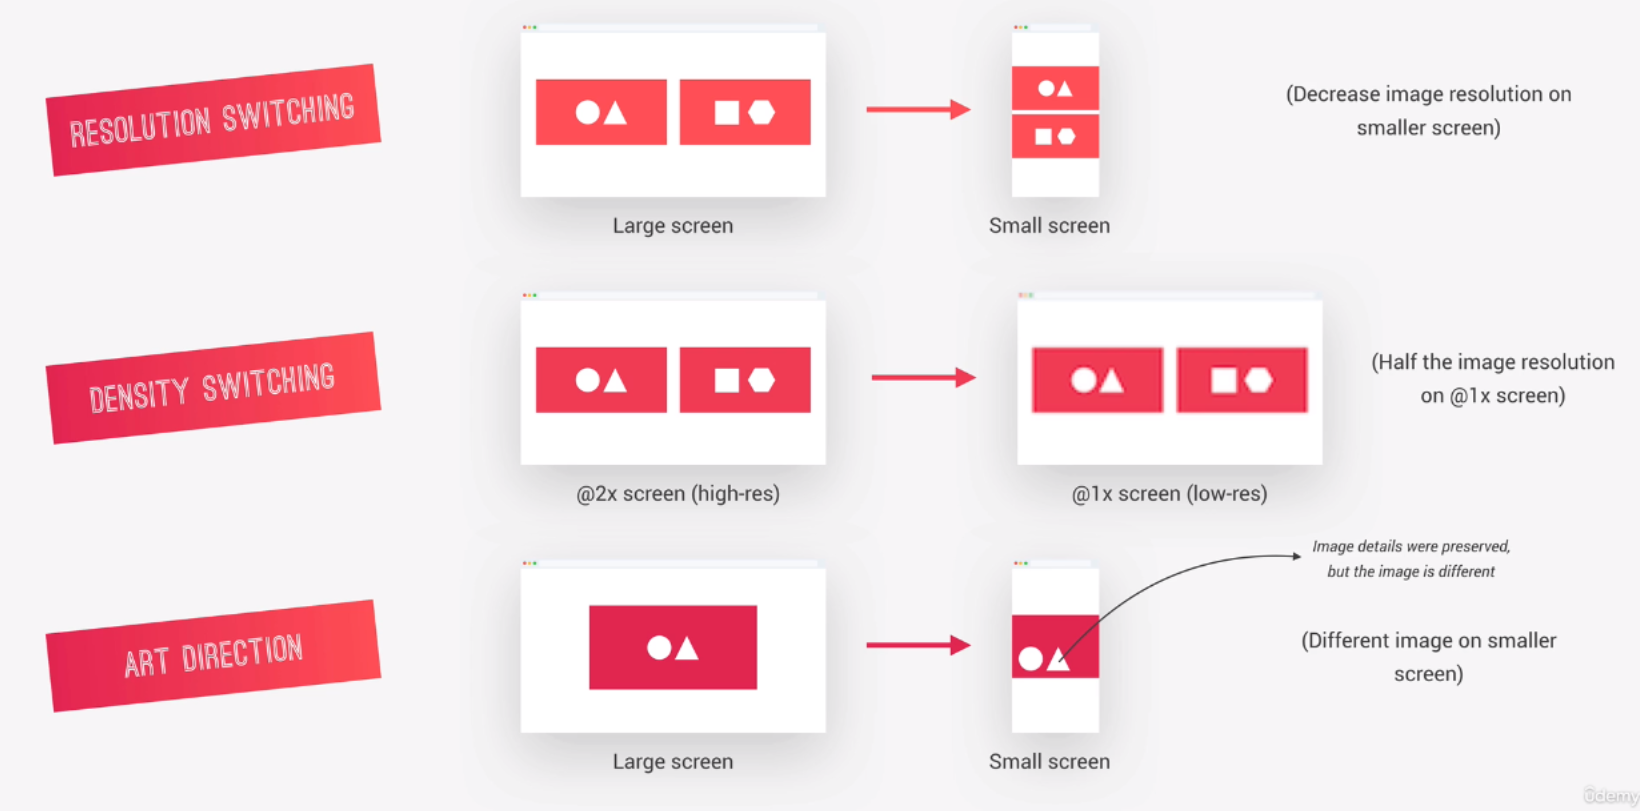 RESOLUTION SWITCHING
Large screen
Small screen
(Decrease image resolution on
smaller screen)
DENSITY SWITCHING
@2x screen (high-res)
@1x screen (low-res)
(Half the image resolution
on @1x screen)
ART DIRECTION
Large screen
Small screen
Image details were preserved,
but the image is different
(Different image on smaller
screen)
ûdemy